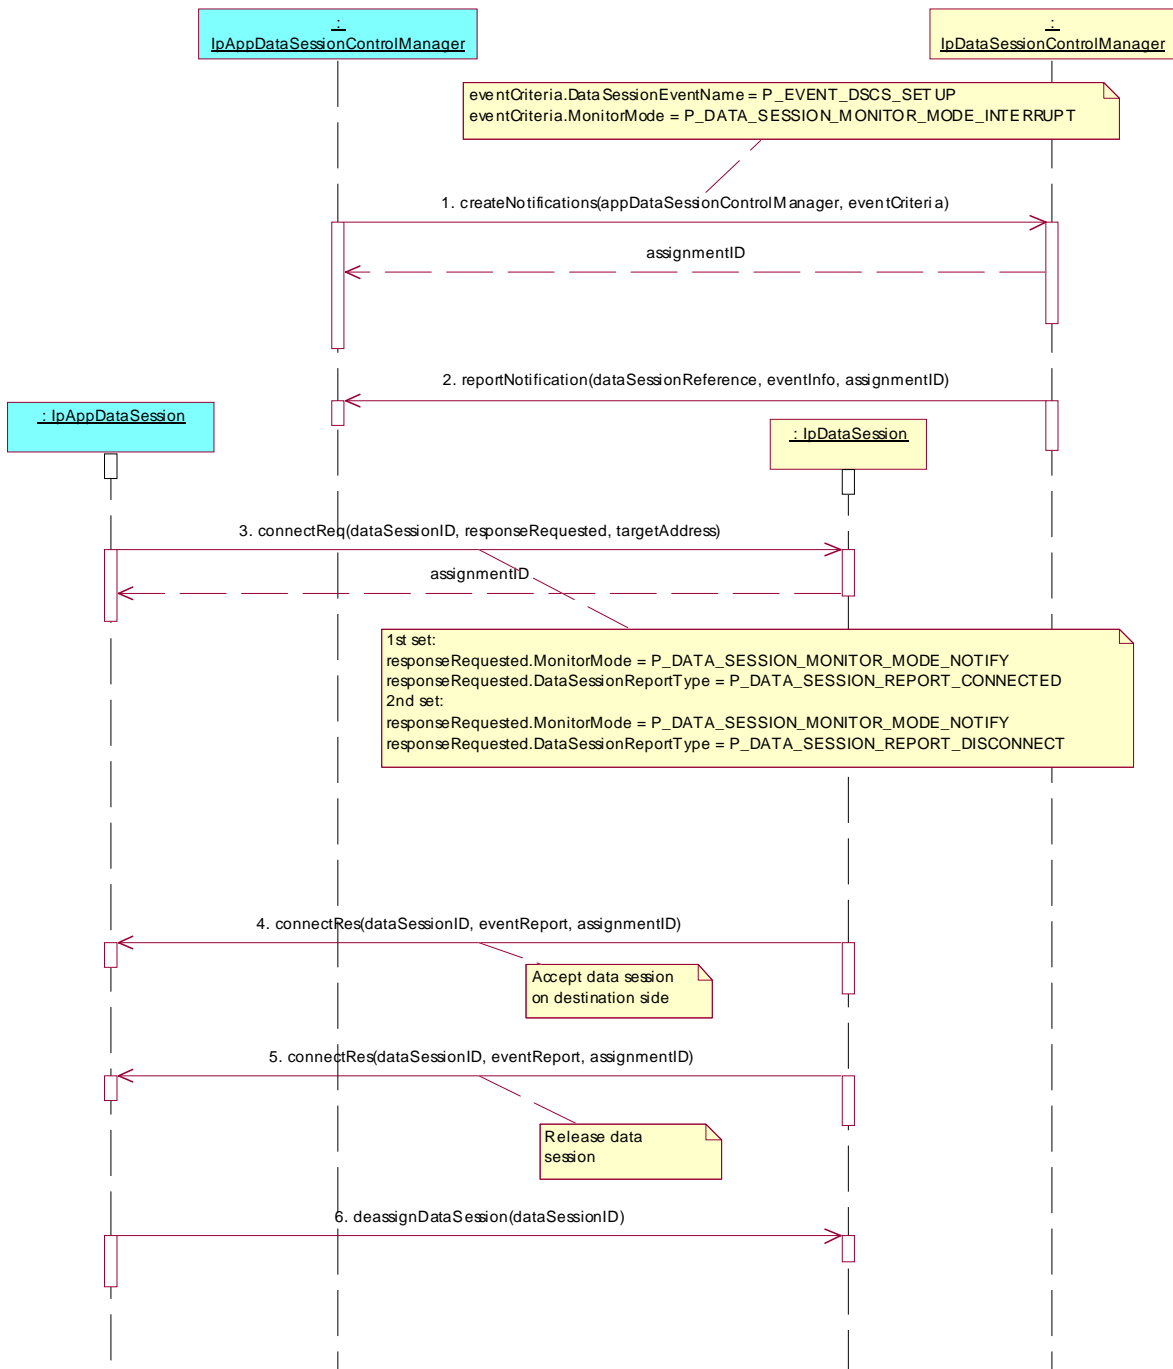 :
IpAppDataSessionControlManager
:
IpDataSessionControlManager
eventCriteria.DataSessionEventName = P_EVENT_DSCS_SETUP
eventCriteria.MonitorMode = P_DATA_SESSION_MONITOR_MODE_INTERRUPT
1. createNotifications(appDataSessionControlManager, eventCriteria)
assignmentID
2. reportNotification(dataSessionReference, eventInfo, assignmentID)
: IpAppDataSession
: IpDataSession
3. connectReq(dataSessionID, responseRequested, targetAddress)
assignmentID
1st set:
responseRequested.MonitorMode = P_DATA_SESSION_MONITOR_MODE_NOTIFY
responseRequested.DataSessionReportType = P_DATA_SESSION_REPORT_CONNECTED
2nd set:
responseRequested.MonitorMode = P_DATA_SESSION_MONITOR_MODE_NOTIFY
responseRequested.DataSessionReportType = P_DATA_SESSION_REPORT_DISCONNECT
4. connectRes(dataSessionID, eventReport, assignmentID)
Accept data session
on destination side
5. connectRes(dataSessionID, eventReport, assignmentID)
Release data
session
6. deassignDataSession(dataSessionID)